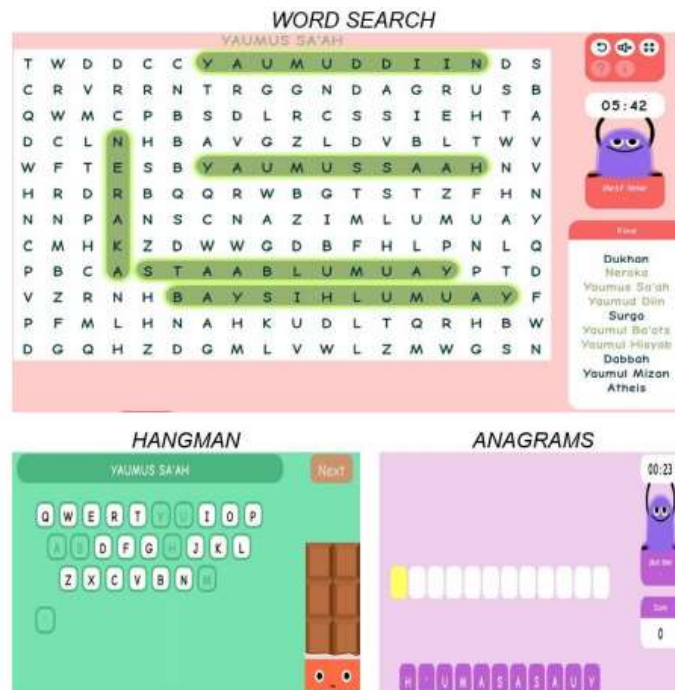 WORD SEARCH
YAUMUS SA'AH
T W D D C C Y A U M U D D I I N D S
C R V R R N T R G G N D A G R U S B
Q W M C P B S D L R C S S I E H T A
D C L N H B A V G Z L D V B L T W V
W F T E S B Y A U M U S S A A H N V
H R D R B Q Q R W B G T S T Z F H N
N N P A N S C N A Z I M L U M U A Y
C M H K Z D W W G D B F H L P N L Q
P B C A S T A A B L U M U A Y P T D
V Z R N H B A Y S I H L U M U A Y F
P F M L H N A H K U D L T Q R H B W
D G Q H Z D G M L V W L Z M W G S N
05:42
Find
Dukhan
Neraka
Yaumus Sa'ah
Yaumud Diin
Surga
Yaumul Ba'ats
Yaumul Hisyab
Dabbah
Yaumul Mizan
Atheis
HANGMAN
YAUMUS SA'AH
Next
Q W E R T Y U I O P
A S D F G H J K L
Z X C V B N M
ANAGRAMS
00:23
0
H ' U M A S A S A U Y